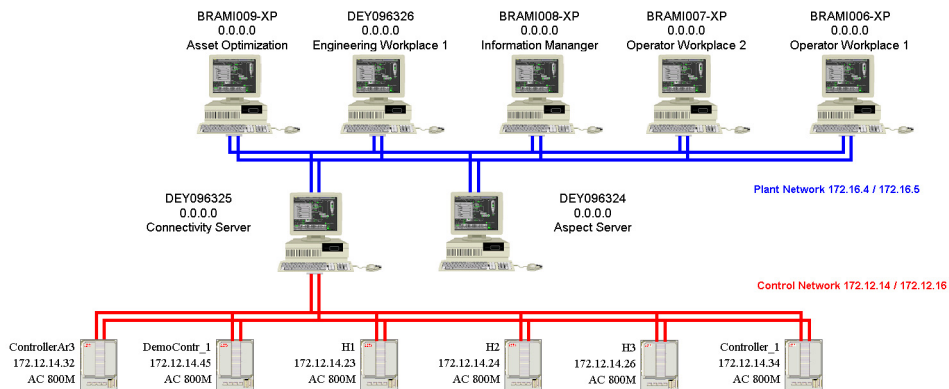 BRAMI009-XP
0.0.0.0
Asset Optimization
DEY096326
0.0.0.0
Engineering Workplace 1
BRAMI008-XP
0.0.0.0
Information Mananger
BRAMI007-XP
0.0.0.0
Operator Workplace 2
BRAMI006-XP
0.0.0.0
Operator Workplace 1
Plant Network 172.16.4 / 172.16.5
DEY096325
0.0.0.0
Connectivity Server
DEY096324
0.0.0.0
Aspect Server
Control Network 172.12.14 / 172.12.16
ControllerAr3
172.12.14.32
AC 800M
DemoContr_1
172.12.14.45
AC 800M
H1
172.12.14.23
AC 800M
H2
172.12.14.24
AC 800M
H3
172.12.14.26
AC 800M
Controller_1
172.12.14.34
AC 800M